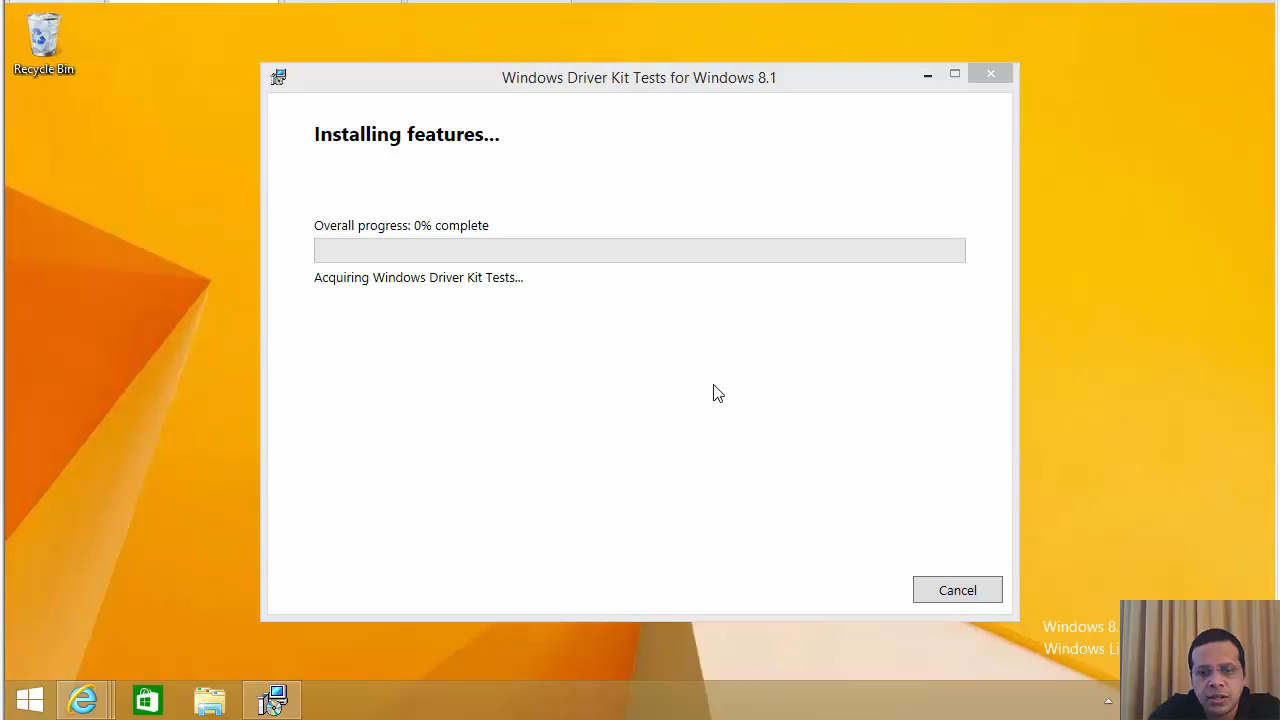 Recycle Bin
Windows Driver Kit Tests for Windows 8.1
Installing features...
Overall progress: 0% complete
Acquiring Windows Driver Kit Tests...
Cancel
Windows 8.
Windows Li